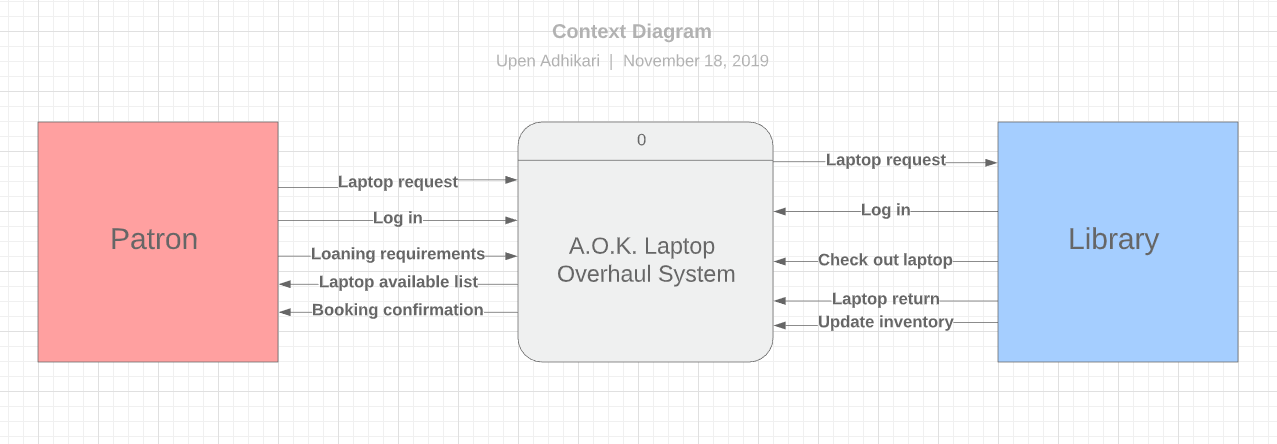 Context Diagram
Upen Adhikari | November 18, 2019
Patron
Laptop request
Log in
Loaning requirements
Laptop available list
Booking confirmation
0
A.O.K. Laptop
Overhaul System
Laptop request
Log in
Check out laptop
Laptop return
Update inventory
Library